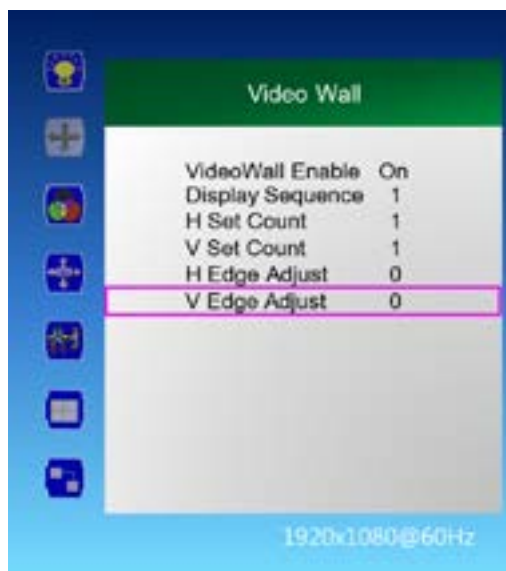 Video Wall
VideoWall Enable On
Display Sequence 1
H Set Count 1
V Set Count 1
H Edge Adjust 0
V Edge Adjust 0
1920x1080@60Hz